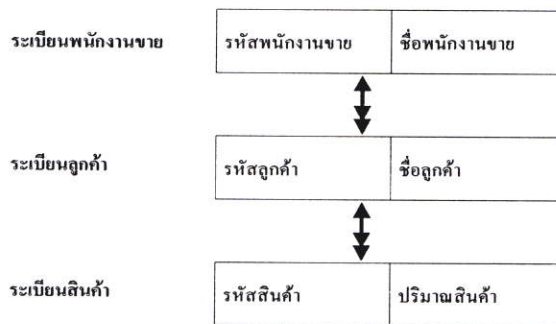 ระเบียนพนักงานขาย รหัสพนักงานขาย ชื่อพนักงานขาย
ระเบียนลูกค้า รหัสลูกค้า ชื่อลูกค้า
ระเบียนสินค้า รหัสสินค้า ปริมาณสินค้า